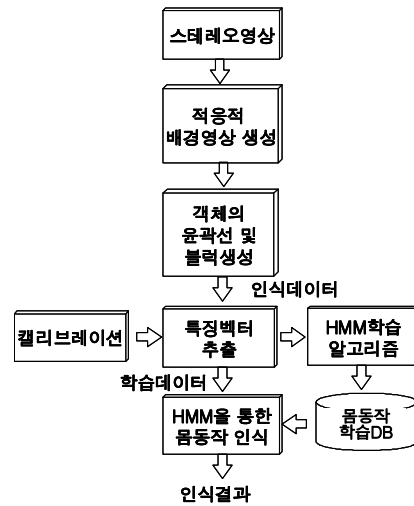 스테레오영상
적응적
배경영상 생성
객체의
윤곽선 및
블럭생성
인식데이터
캘리브레이션
특징벡터
추출
HMM학습
알고리즘
학습데이터
HMM을 통한
몸동작 인식
몸동작
학습DB
인식결과